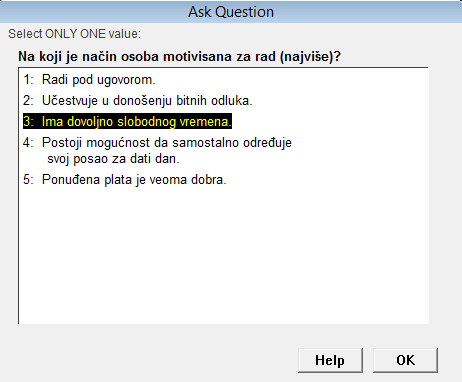 Ask Question
Select ONLY ONE value:
Na koji je način osoba motivisana za rad (najviše)?
1: Radi pod ugovorom.
2: Učestvuje u donošenju bitnih odluka.
3: Ima dovoljno slobodnog vremena.
4: Postoji mogućnost da samostalno određuje
svoj posao za dati dan.
5: Ponuđena plata je veoma dobra.
Help OK